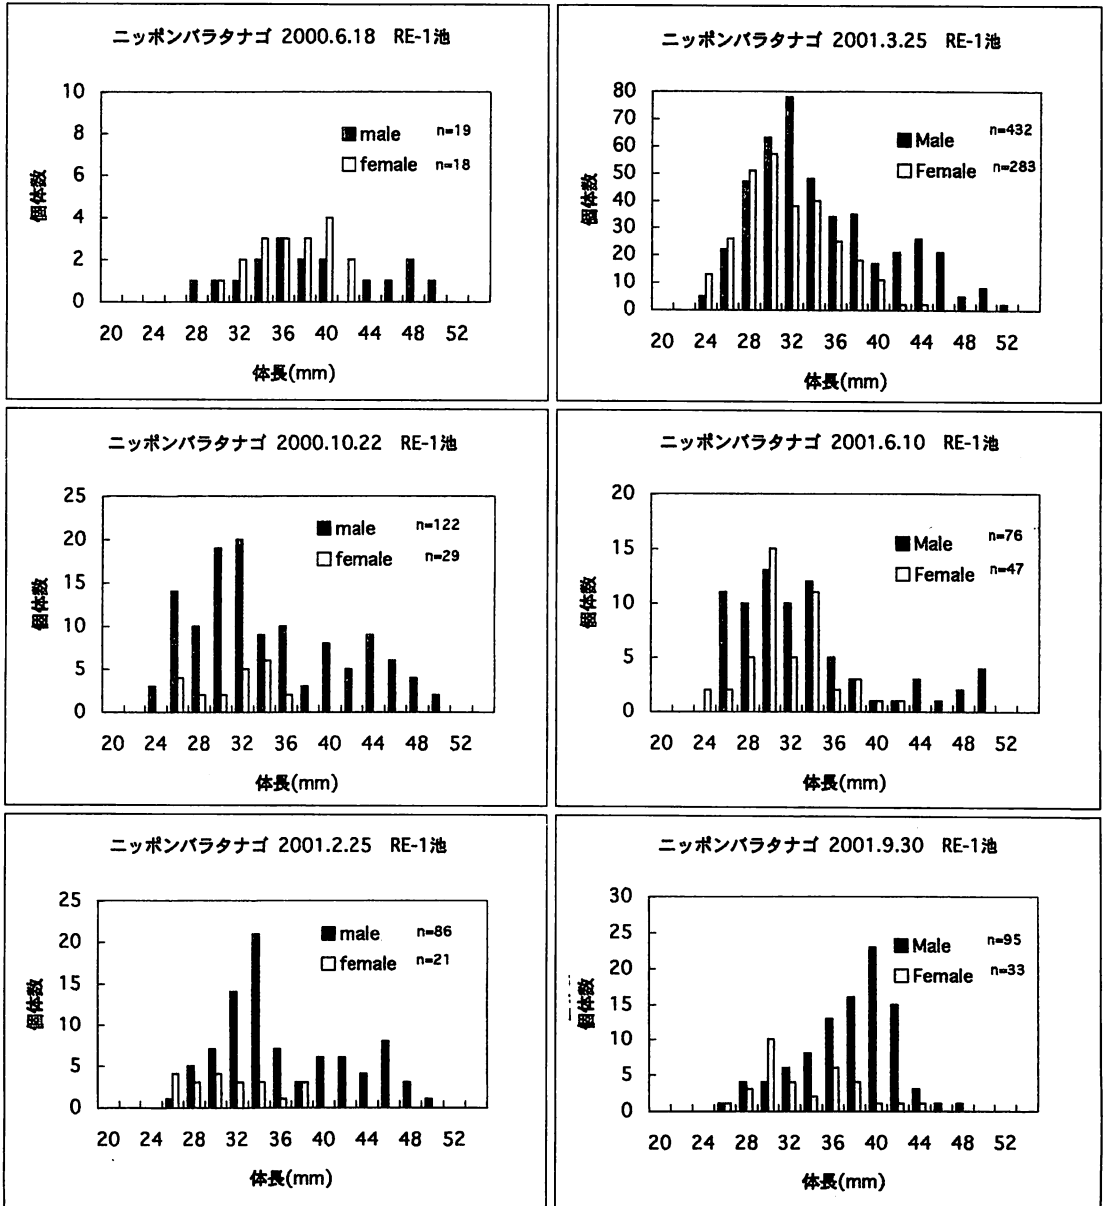 ニッポンバラタナゴ 2000.6.18 RE-1池
10
8
6
4
2
0
個体数
male n=19
female n=18
20 24 28 32 36 40 44 48 52
体長(mm)
ニッポンバラタナゴ 2001.3.25 RE-1池
80
70
60
50
40
30
20
10
0
個体数
Male n=432
Female n=283
20 24 28 32 36 40 44 48 52
体長(mm)
ニッポンバラタナゴ 2000.10.22 RE-1池
25
20
15
10
5
0
個体数
male n=122
female n=29
20 24 28 32 36 40 44 48 52
体長(mm)
ニッポンバラタナゴ 2001.6.10 RE-1池
20
15
10
5
0
個体数
Male n=76
Female n=47
20 24 28 32 36 40 44 48 52
体長(mm)
ニッポンバラタナゴ 2001.2.25 RE-1池
25
20
15
10
5
0
個体数
male n=86
female n=21
20 24 28 32 36 40 44 48 52
体長(mm)
ニッポンバラタナゴ 2001.9.30 RE-1池
30
25
20
15
10
5
0
個体数
Male n=95
Female n=33
20 24 28 32 36 40 44 48 52
体長(mm)